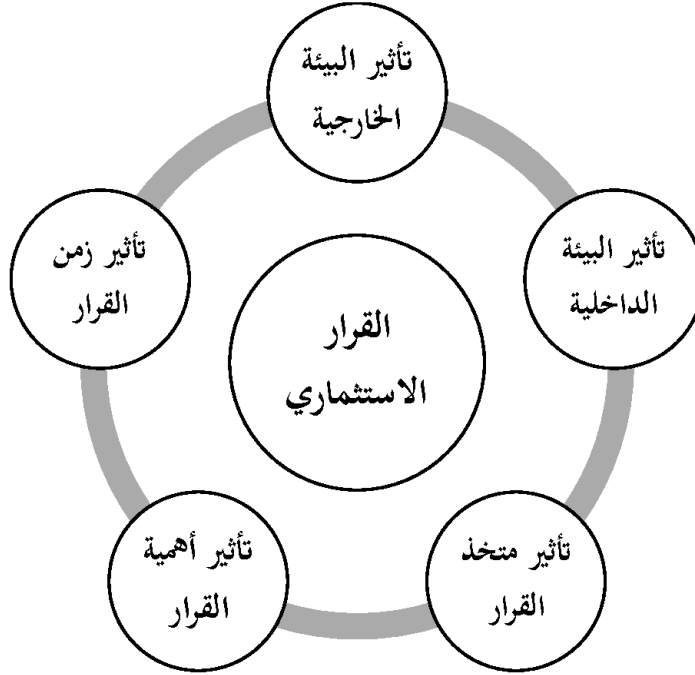 تأثير البيئة
الخارجية
تأثير البيئة
الداخلية
تأثير متخذ
القرار
تأثير أهمية
القرار
تأثير زمن
القرار
القرار
الاستثماري